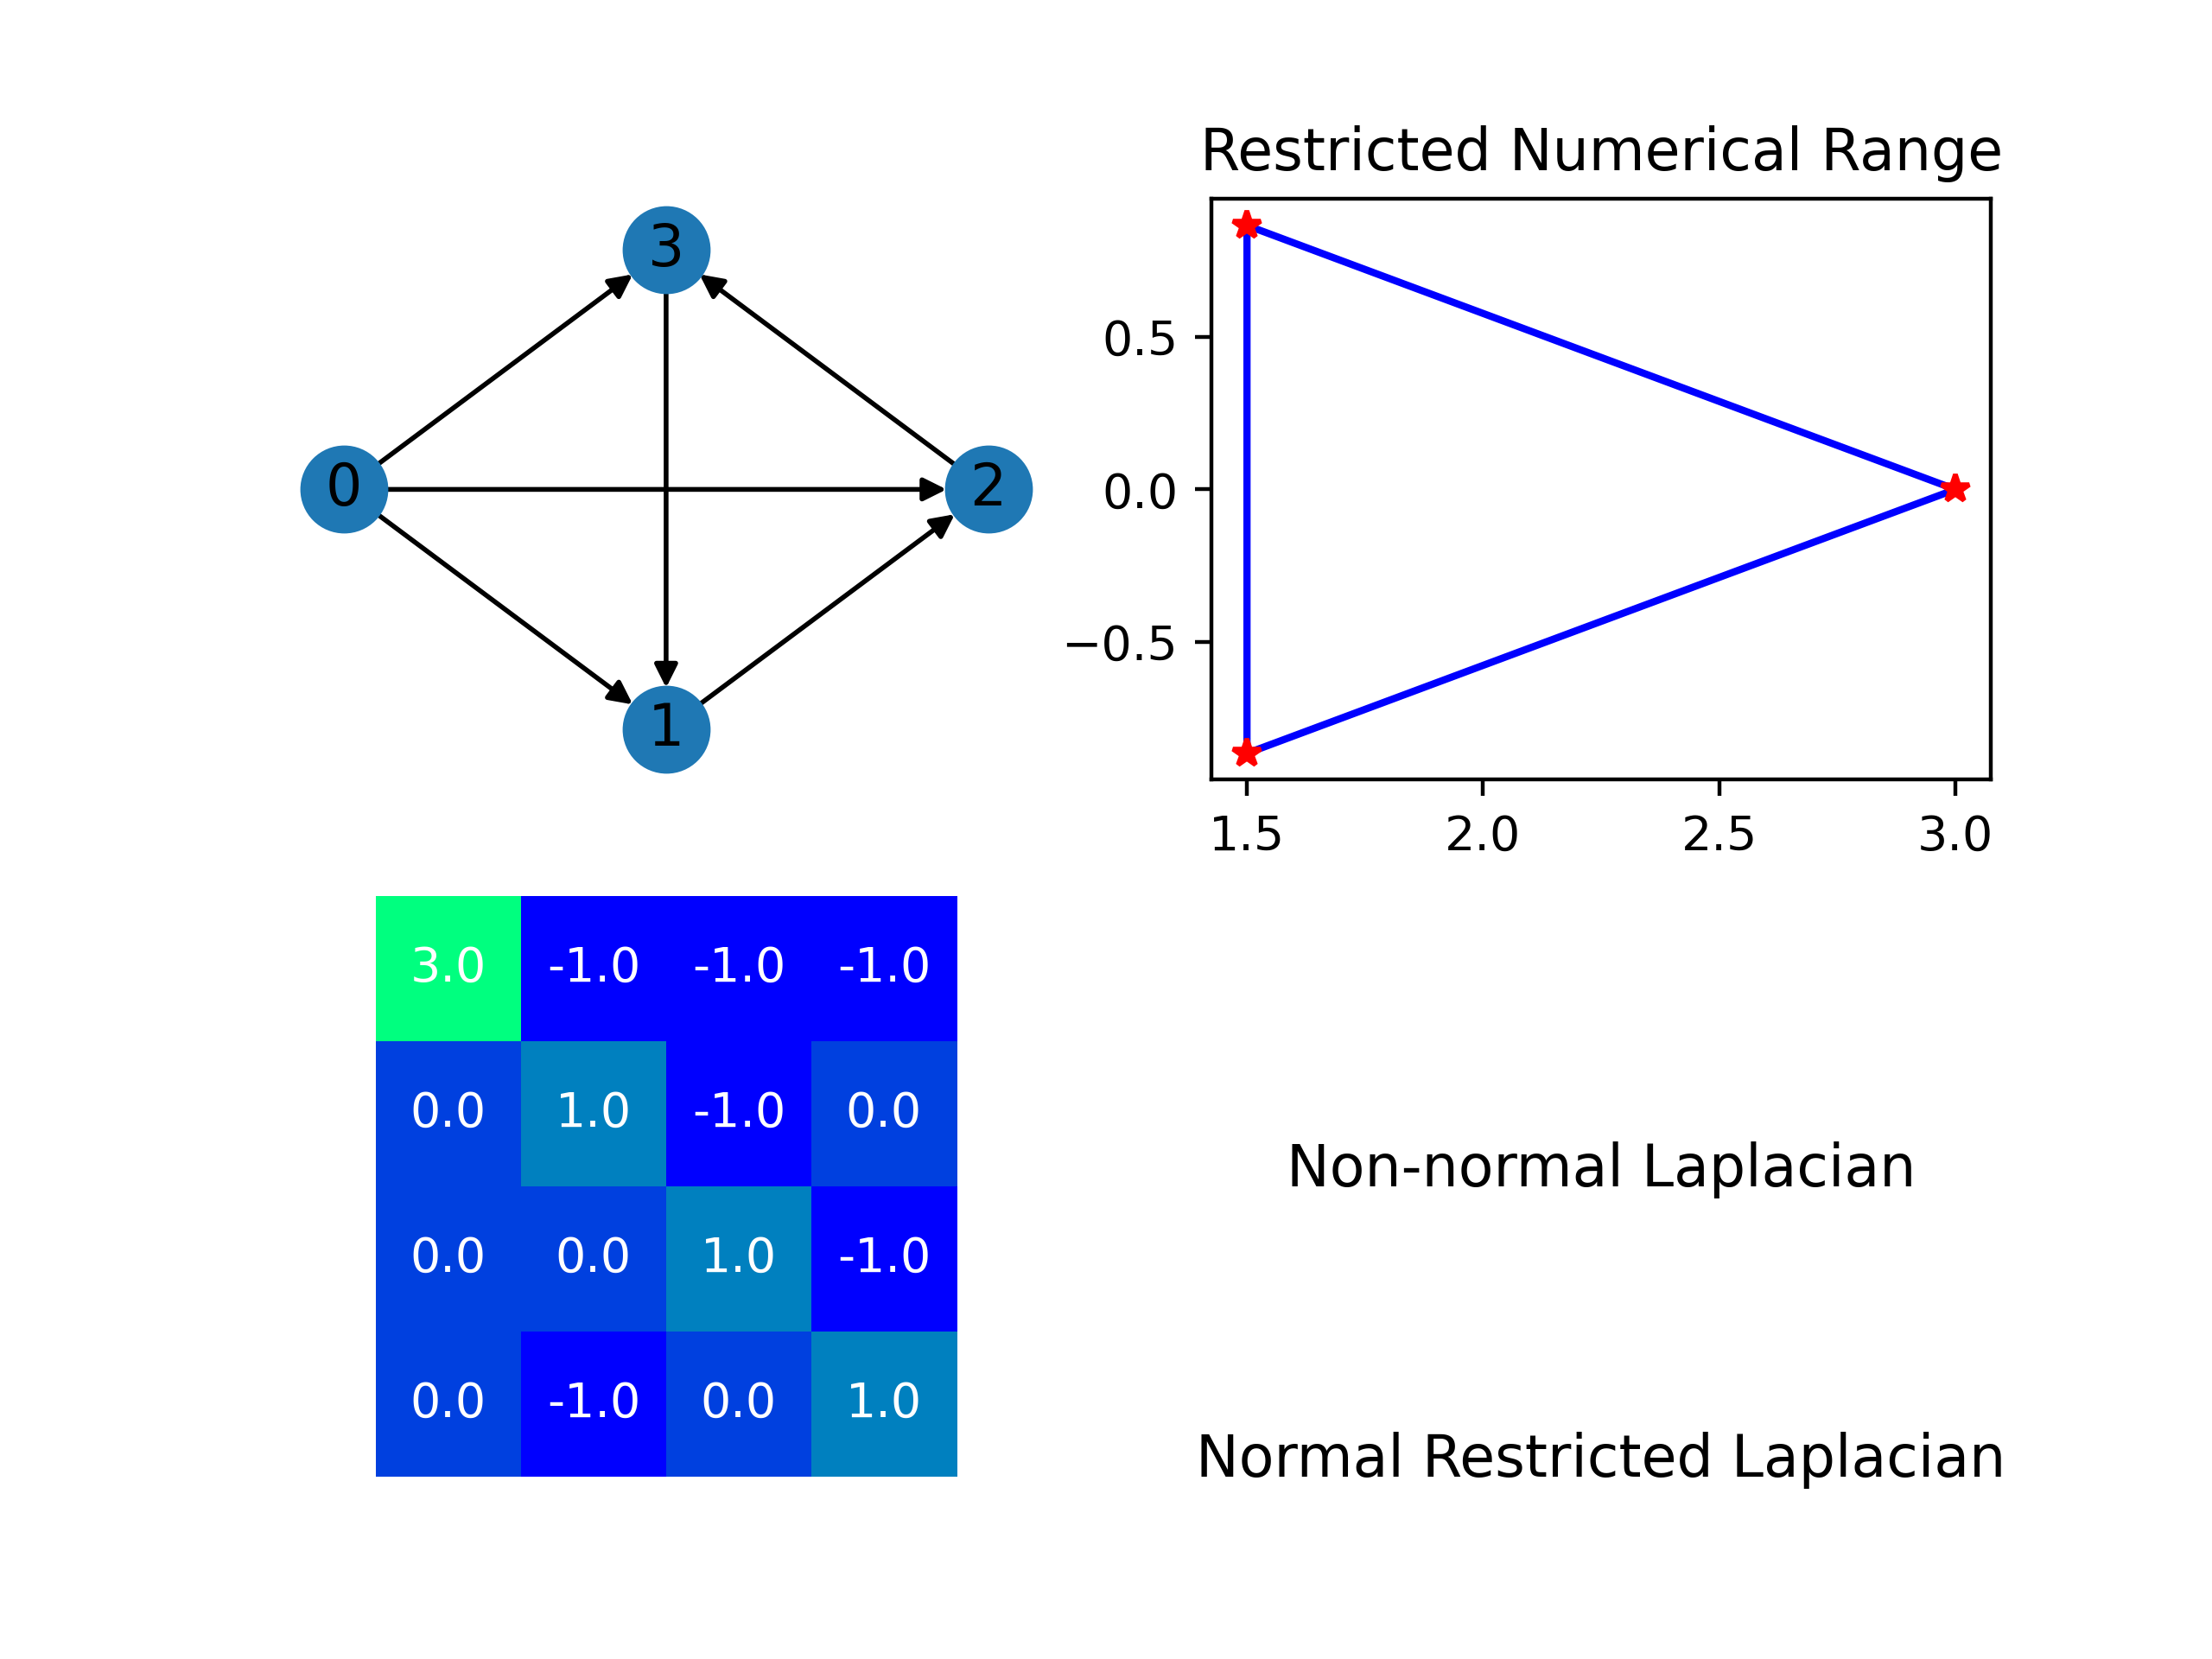 3
0
2
1
Restricted Numerical Range
0.5
0.0
−0.5
1.5 2.0 2.5 3.0
3.0 -1.0 -1.0 -1.0
0.0 1.0 -1.0 0.0
0.0 0.0 1.0 -1.0
0.0 -1.0 0.0 1.0
Non-normal Laplacian
Normal Restricted Laplacian